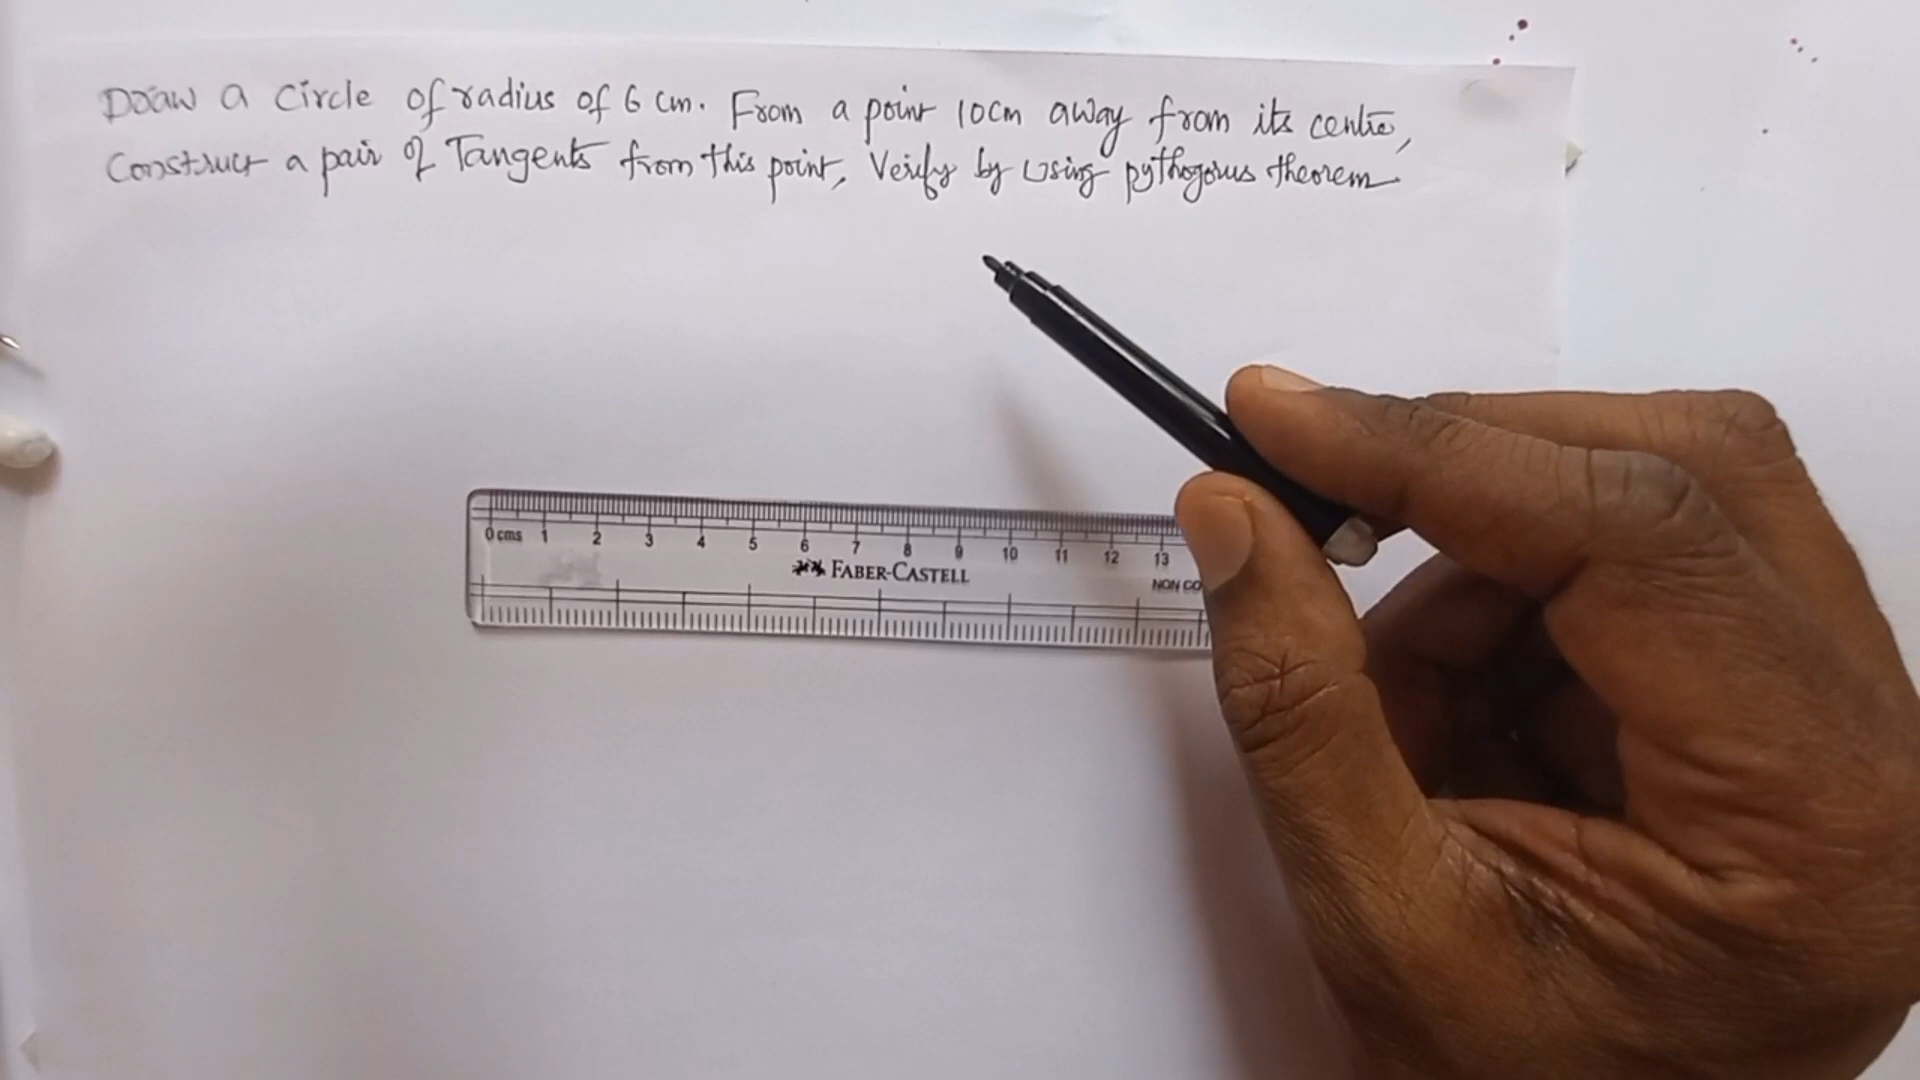 Draw a circle of radius of 6 cm. From a point 10cm away from its centre,
Construct a pair of Tangents from this point, Verify by Using pythogorus theorem.
0 cms 1 2 3 4 5 6 7 8 9 10 11 12 13
FABER-CASTELL
NON CO